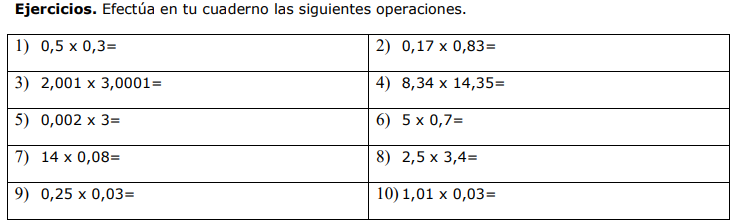 Ejercicios. Efectúa en tu cuaderno las siguientes operaciones.
1) 0,5 x 0,3= 2) 0,17 x 0,83=
3) 2,001 x 3,0001= 4) 8,34 x 14,35=
5) 0,002 x 3= 6) 5 x 0,7=
7) 14 x 0,08= 8) 2,5 x 3,4=
9) 0,25 x 0,03= 10) 1,01 x 0,03=